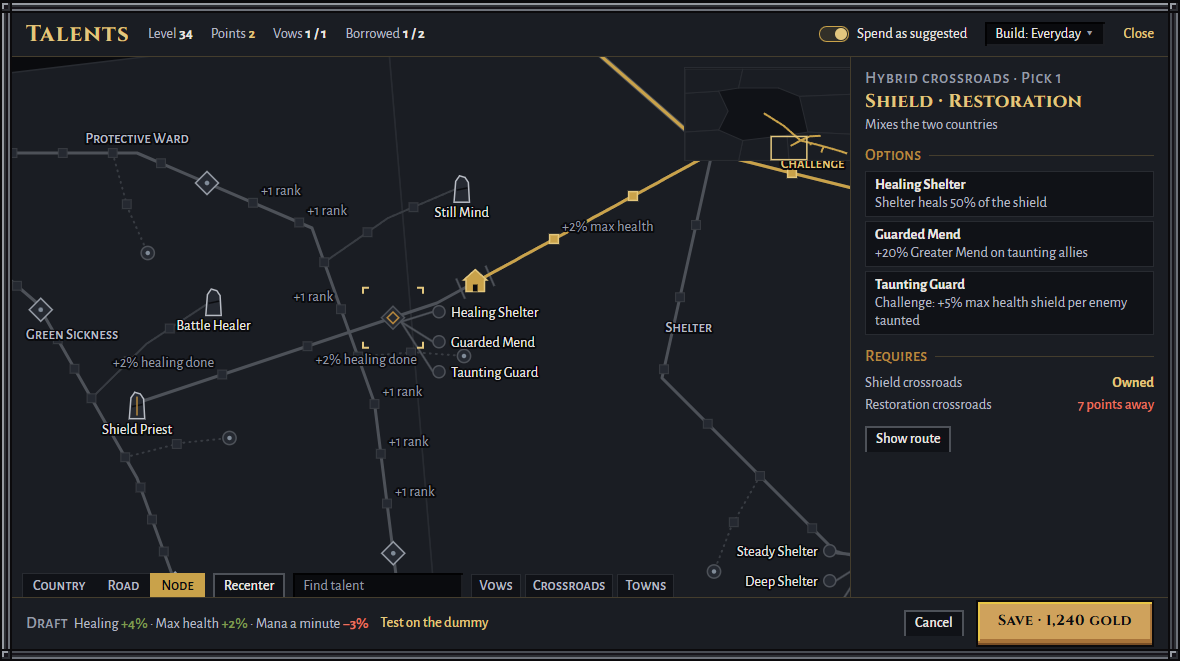 Talents
Level 34
Points 2
Vows 1 / 1
Borrowed 1 / 2
Spend as suggested
Build: Everyday
Close
Protective Ward
+1 rank
+1 rank
Still Mind
+2% max health
Challenge
+1 rank
Green Sickness
Battle Healer
Healing Shelter
Shelter
Guarded Mend
+2% healing done
+2% healing done
Taunting Guard
+1 rank
Shield Priest
+1 rank
+1 rank
Steady Shelter
Deep Shelter
Country
Road
Node
Recenter
Find talent
Vows
Crossroads
Towns
Hybrid crossroads · Pick 1
Shield · Restoration
Mixes the two countries
Options
Healing Shelter
Shelter heals 50% of the shield
Guarded Mend
+20% Greater Mend on taunting allies
Taunting Guard
Challenge: +5% max health shield per enemy
taunted
Requires
Shield crossroads Owned
Restoration crossroads 7 points away
Show route
Draft Healing +4% · Max health +2% · Mana a minute −3% Test on the dummy
Cancel
Save · 1,240 gold